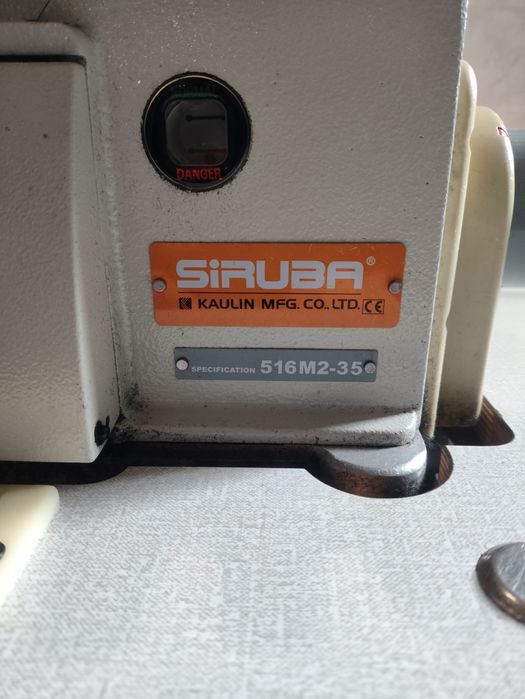 DANGER
SiRUBA®
KAULIN MFG. CO., LTD. CE
SPECIFICATION 516M2-35